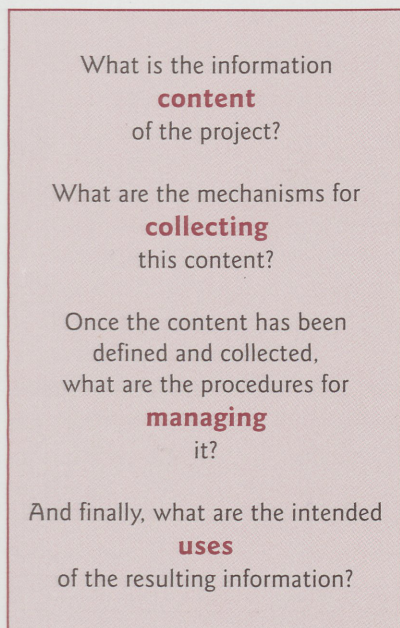 What is the information
content
of the project?
What are the mechanisms for
collecting
this content?
Once the content has been
defined and collected,
what are the procedures for
managing
it?
And finally, what are the intended
uses
of the resulting information?